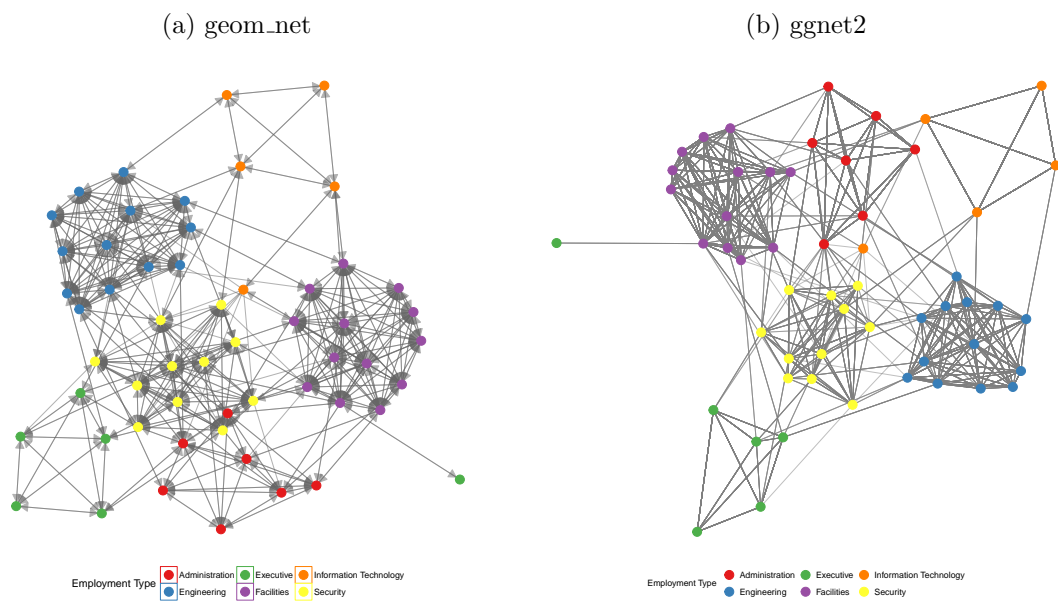 (a) geom_net
(b) ggnet2
Employment Type
Administration Executive Information Technology
Engineering Facilities Security
Employment Type
Administration Executive Information Technology
Engineering Facilities Security